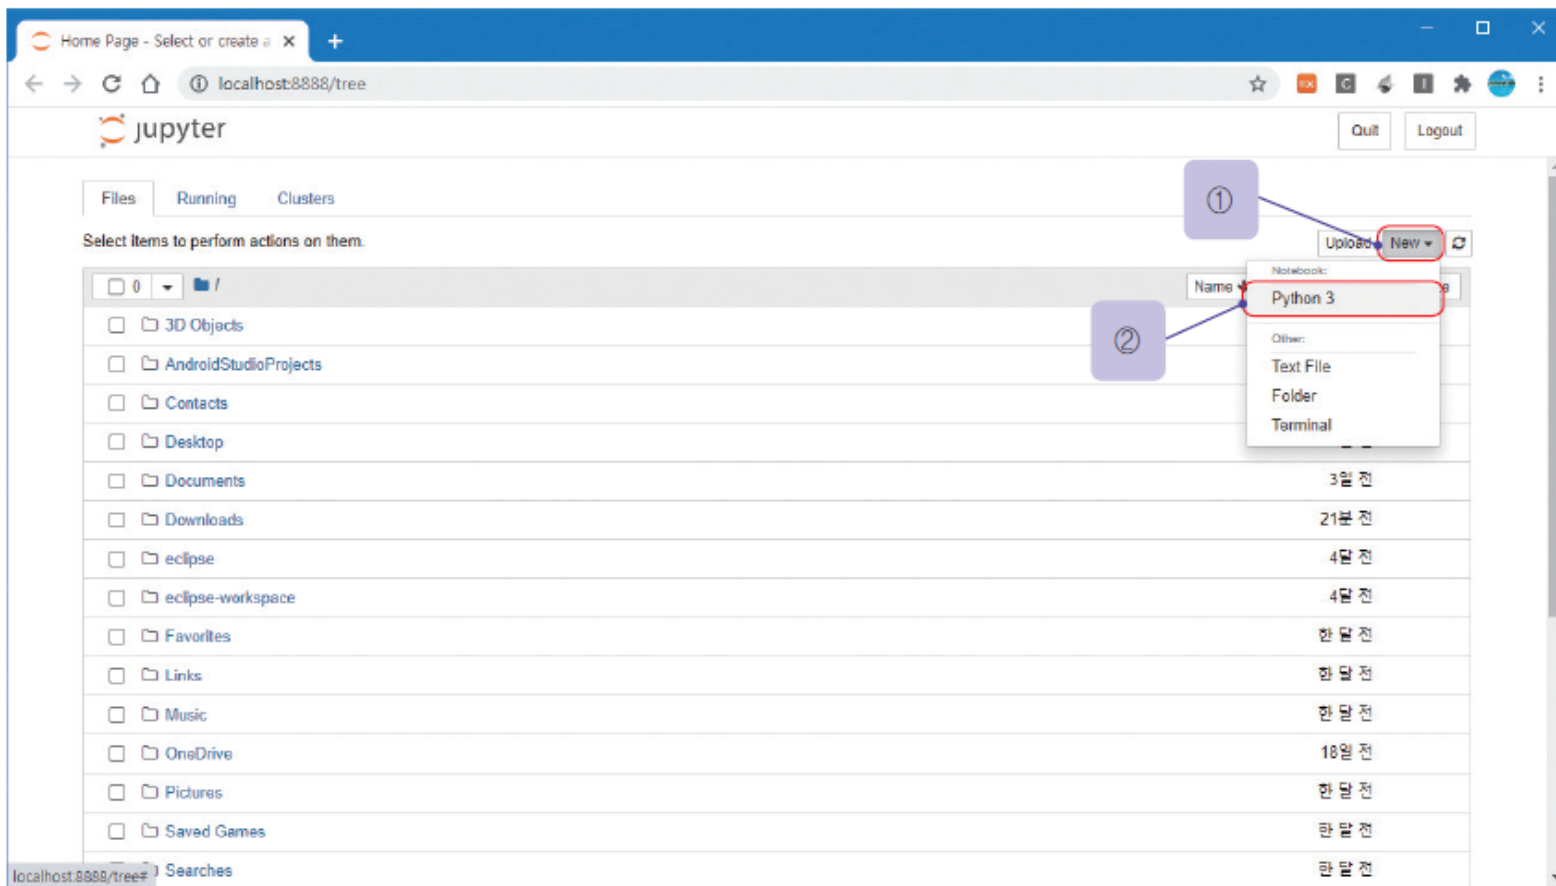 Home Page - Select or create a
localhost:8888/tree
jupyter
Quit
Logout
Files
Running
Clusters
①
Select items to perform actions on them.
Upload
New
0
/
Name
Notebook:
Python 3
②
Other:
Text File
Folder
Terminal
3D Objects
AndroidStudioProjects
Contacts
Desktop
Documents
3일 전
Downloads
21분 전
eclipse
4달 전
eclipse-workspace
4달 전
Favorites
한 달 전
Links
한 달 전
Music
한 달 전
OneDrive
18일 전
Pictures
한 달 전
Saved Games
한 달 전
Searches
한 달 전
localhost:8888/tree#